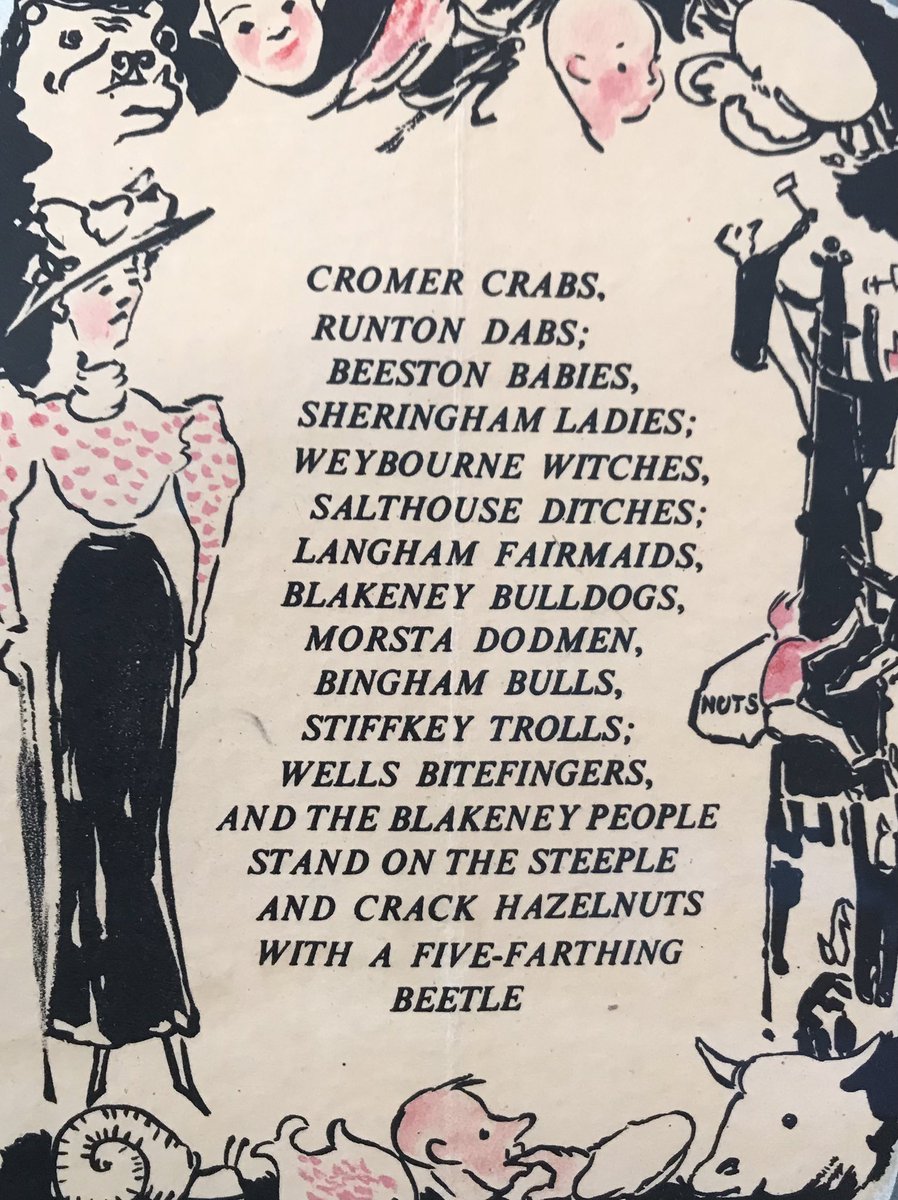 CROMER CRABS,
RUNTON DABS;
BEESTON BABIES,
SHERINGHAM LADIES;
WEYBOURNE WITCHES,
SALTHOUSE DITCHES;
LANGHAM FAIRMAIDS,
BLAKENEY BULLDOGS,
MORSTA DODMEN,
BINGHAM BULLS,
STIFFKEY TROLLS;
WELLS BITEFINGERS,
AND THE BLAKENEY PEOPLE
STAND ON THE STEEPLE
AND CRACK HAZELNUTS
WITH A FIVE-FARTHING
BEETLE
NUTS